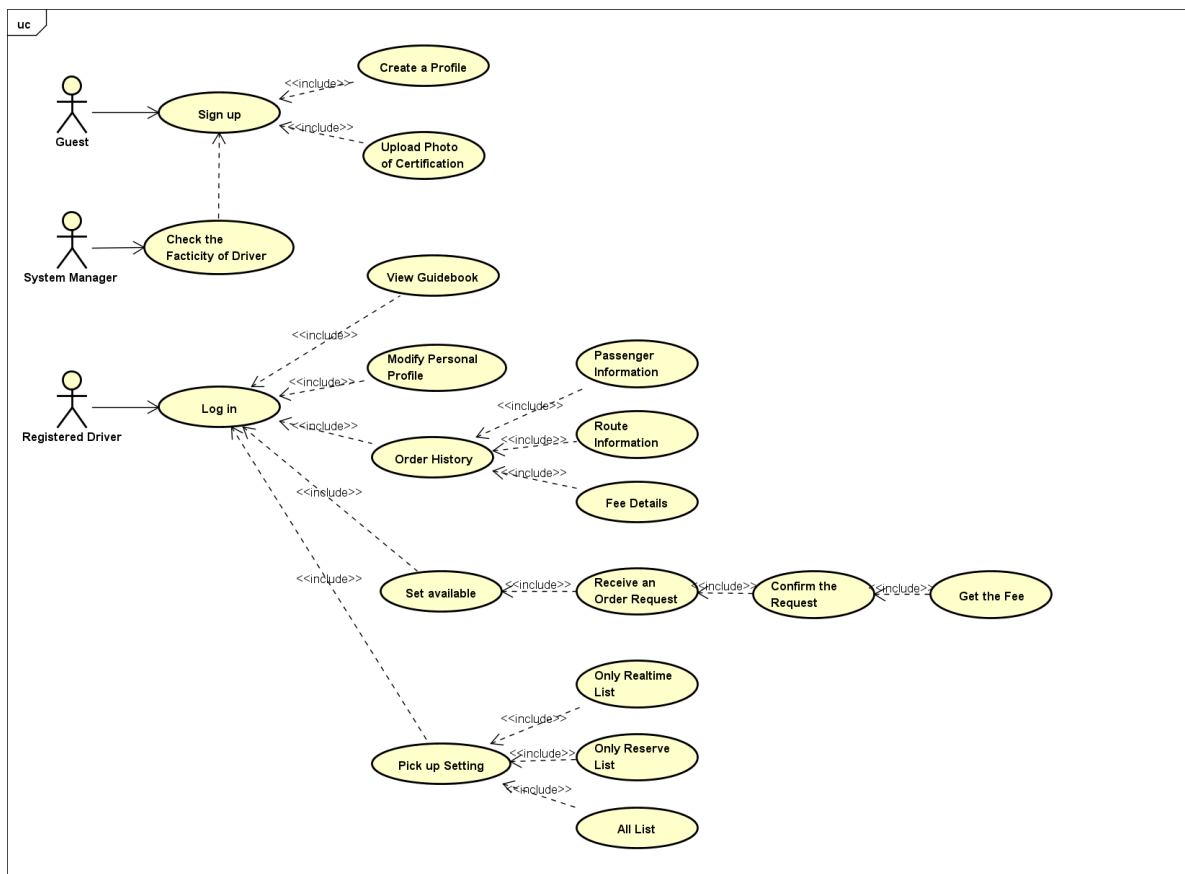 uc
Create a Profile
<<include>>
Sign up
Guest
<<include>>
Upload Photo
of Certification
Check the
Facticity of Driver
System Manager
View Guidebook
<<include>>
Modify Personal
Profile
<<include>>
Passenger
Information
Log in
Registered Driver
<<include>>
<<include>>
Route
Information
<<include>>
Order History
<<include>>
<<include>>
Fee Details
<<include>>
Set available
<<include>>
Receive an
Order Request
<<include>>
Confirm the
Request
<<include>>
Get the Fee
Only Realtime
List
<<include>>
Only Reserve
List
<<include>>
Pick up Setting
<<include>>
All List